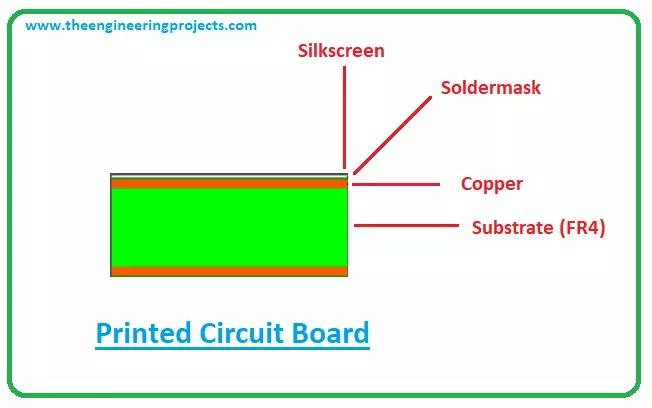 www.theengineeringprojects.com
Silkscreen
Soldermask
Copper
Substrate (FR4)
Printed Circuit Board